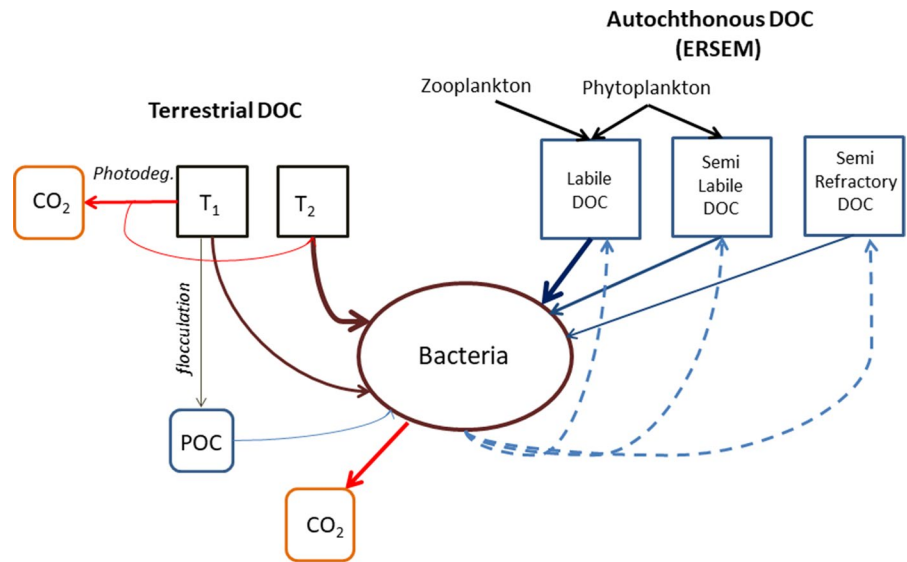 Autochthonous DOC
(ERSEM)
Zooplankton
Phytoplankton
Terrestrial DOC
Photodeg.
CO₂
T₁
T₂
Labile
DOC
Semi
Labile
DOC
Semi
Refractory
DOC
flocculation
Bacteria
POC
CO₂